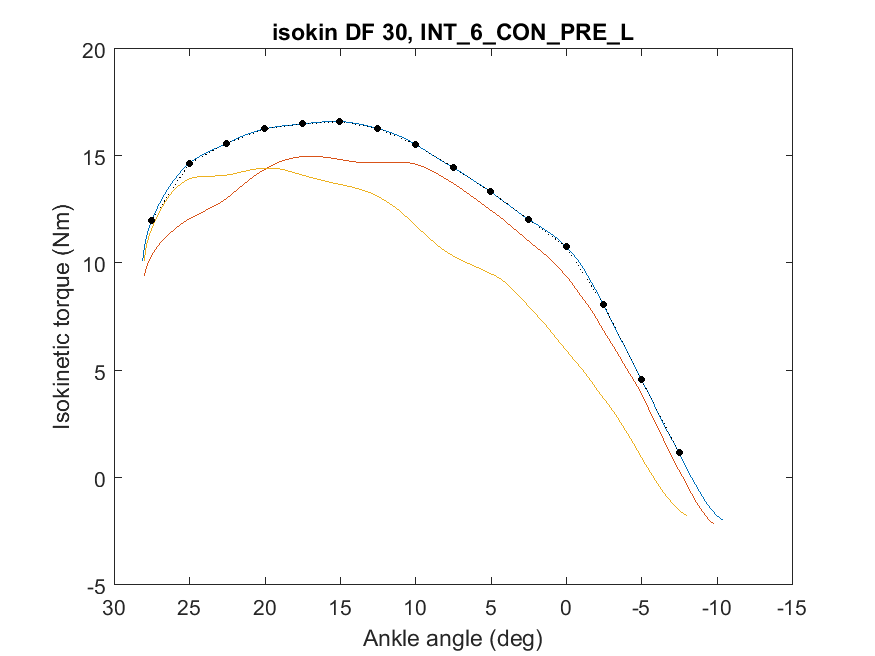 isokin DF 30, INT_6_CON_PRE_L
20
15
10
5
0
-5
Isokinetic torque (Nm)
30 25 20 15 10 5 0 -5 -10 -15
Ankle angle (deg)